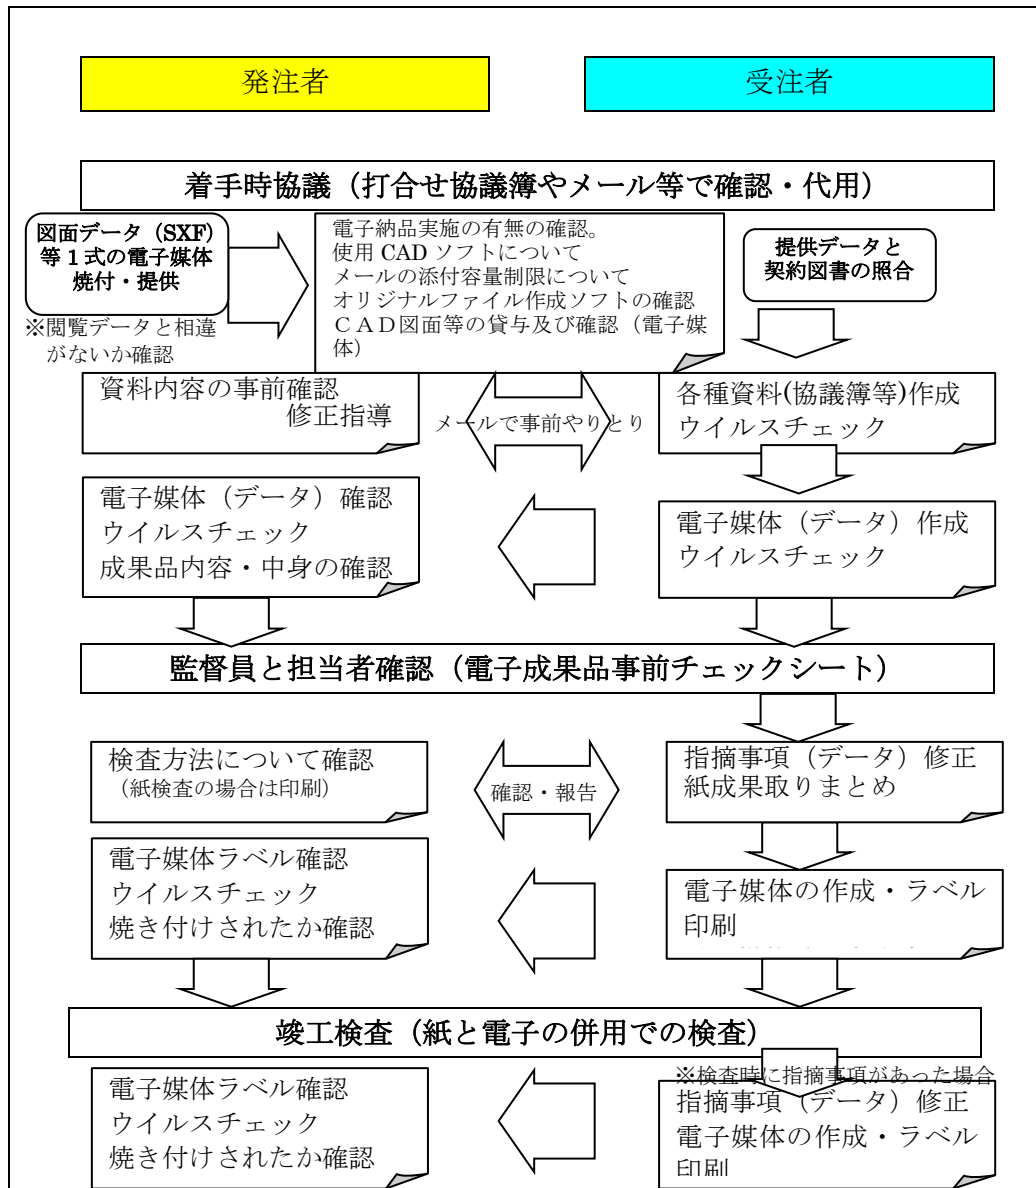 発注者
受注者
着手時協議（打合せ協議簿やメール等で確認・代用）
図面データ（SXF）
等 1 式の電子媒体
焼付・提供
※閲覧データと相違
がないか確認
電子納品実施の有無の確認。
使用 CAD ソフトについて
メールの添付容量制限について
オリジナルファイル作成ソフトの確認
ＣＡＤ図面等の貸与及び確認（電子媒
体）
提供データと
契約図書の照合
資料内容の事前確認
修正指導
メールで事前やりとり
各種資料(協議簿等)作成
ウイルスチェック
電子媒体（データ）確認
ウイルスチェック
成果品内容・中身の確認
電子媒体（データ）作成
ウイルスチェック
監督員と担当者確認（電子成果品事前チェックシート）
検査方法について確認
（紙検査の場合は印刷）
確認・報告
指摘事項（データ）修正
紙成果取りまとめ
電子媒体ラベル確認
ウイルスチェック
焼き付けされたか確認
電子媒体の作成・ラベル
印刷
竣工検査（紙と電子の併用での検査）
※検査時に指摘事項があった場合
電子媒体ラベル確認
ウイルスチェック
焼き付けされたか確認
指摘事項（データ）修正
電子媒体の作成・ラベル
印刷